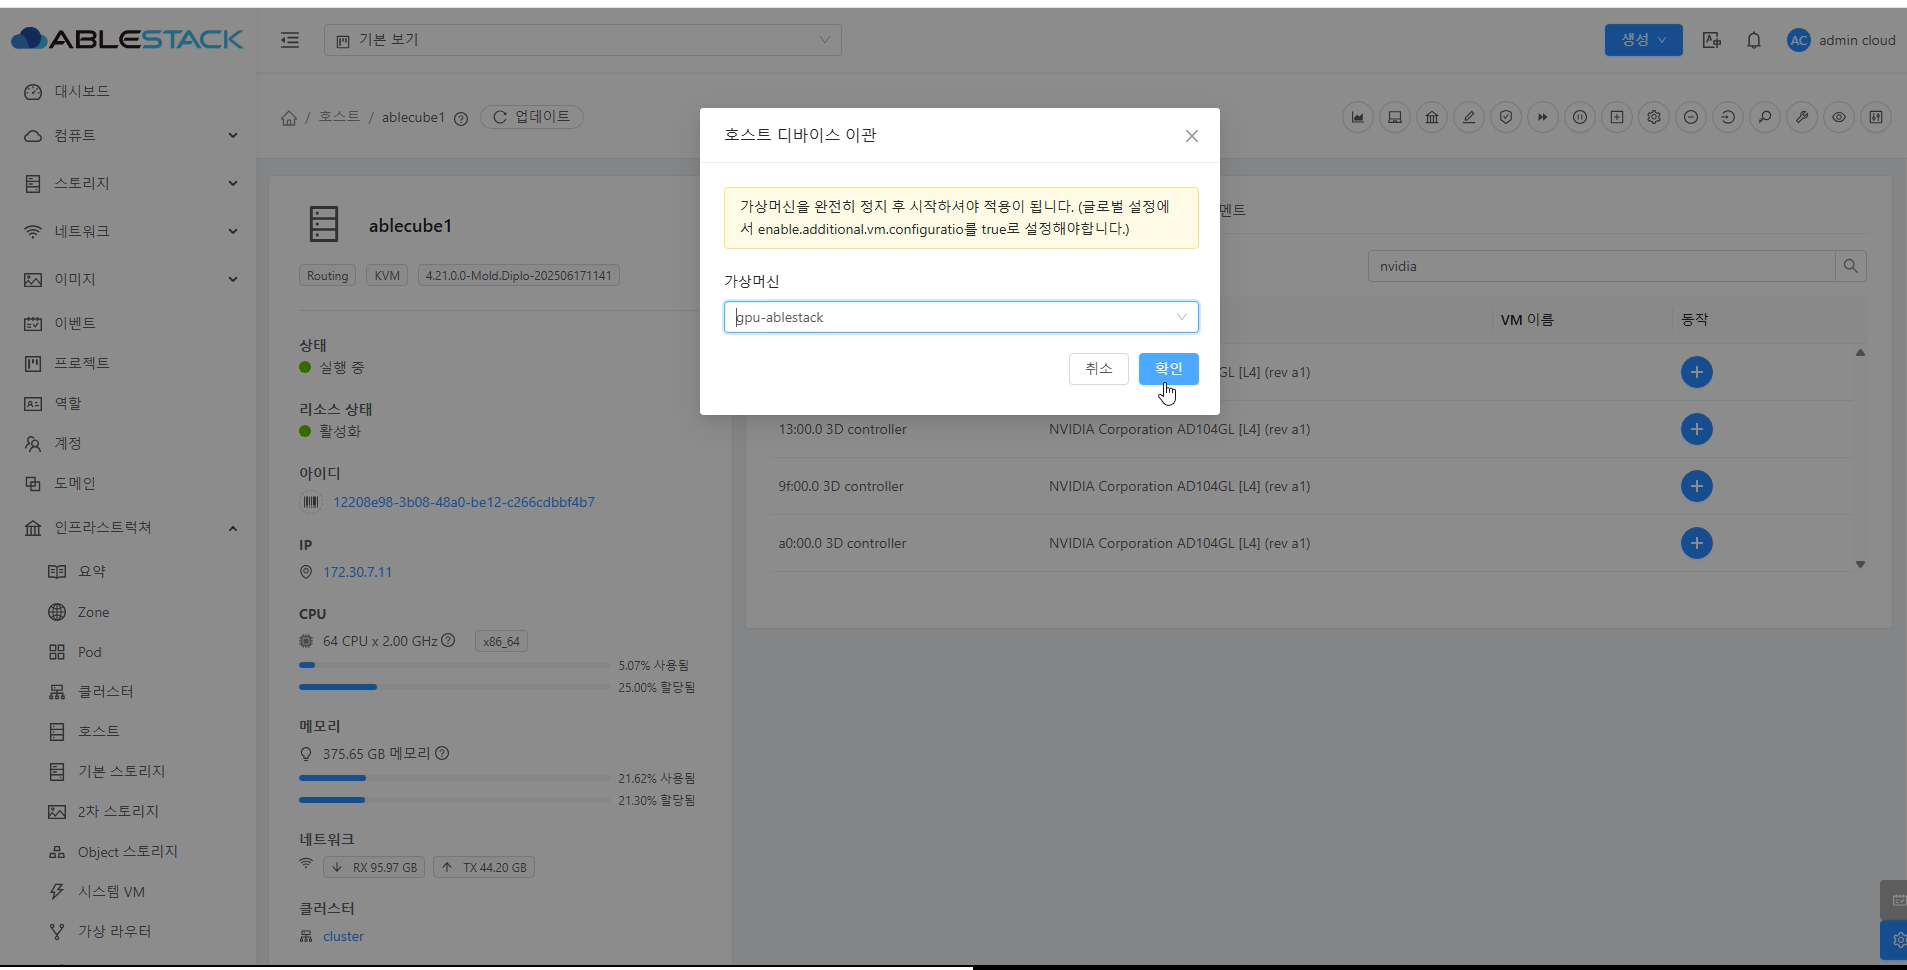 ABLESTACK
기본 보기
생성
AC
admin cloud
대시보드
컴퓨트
스토리지
네트워크
이미지
이벤트
프로젝트
역할
계정
도메인
인프라스트럭쳐
요약
Zone
Pod
클러스터
호스트
기본 스토리지
2차 스토리지
Object 스토리지
시스템 VM
가상 라우터
/ 호스트 / ablecube1
업데이트
ablecube1
Routing
KVM
4.21.0.0-Mold.Diplo-202506171141
상태
실행 중
리소스 상태
활성화
아이디
12208e98-3b08-48a0-be12-c266cdbbf4b7
IP
172.30.7.11
CPU
64 CPU x 2.00 GHz
x86_64
5.07% 사용됨
25.00% 할당됨
메모리
375.65 GB 메모리
21.62% 사용됨
21.30% 할당됨
네트워크
RX 95.97 GB
TX 44.20 GB
클러스터
cluster
호스트 디바이스 이관
가상머신을 완전히 정지 후 시작하셔야 적용이 됩니다. (글로벌 설정에
서 enable.additional.vm.configuratio를 true로 설정해야합니다.)
가상머신
gpu-ablestack
취소
확인
멘트
nvidia
VM 이름
동작
GL [L4] (rev a1)
13:00.0 3D controller
NVIDIA Corporation AD104GL [L4] (rev a1)
9f:00.0 3D controller
NVIDIA Corporation AD104GL [L4] (rev a1)
a0:00.0 3D controller
NVIDIA Corporation AD104GL [L4] (rev a1)